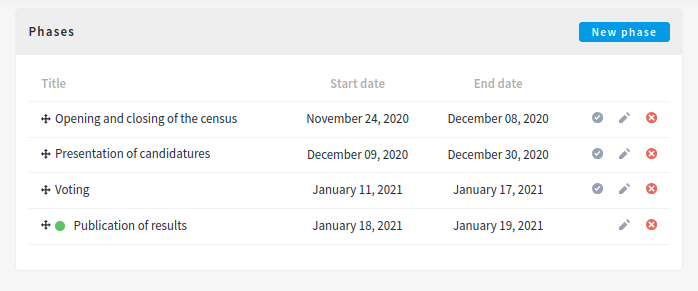 Phases New phase
Title Start date End date
Opening and closing of the census November 24, 2020 December 08, 2020
Presentation of candidatures December 09, 2020 December 30, 2020
Voting January 11, 2021 January 17, 2021
Publication of results January 18, 2021 January 19, 2021